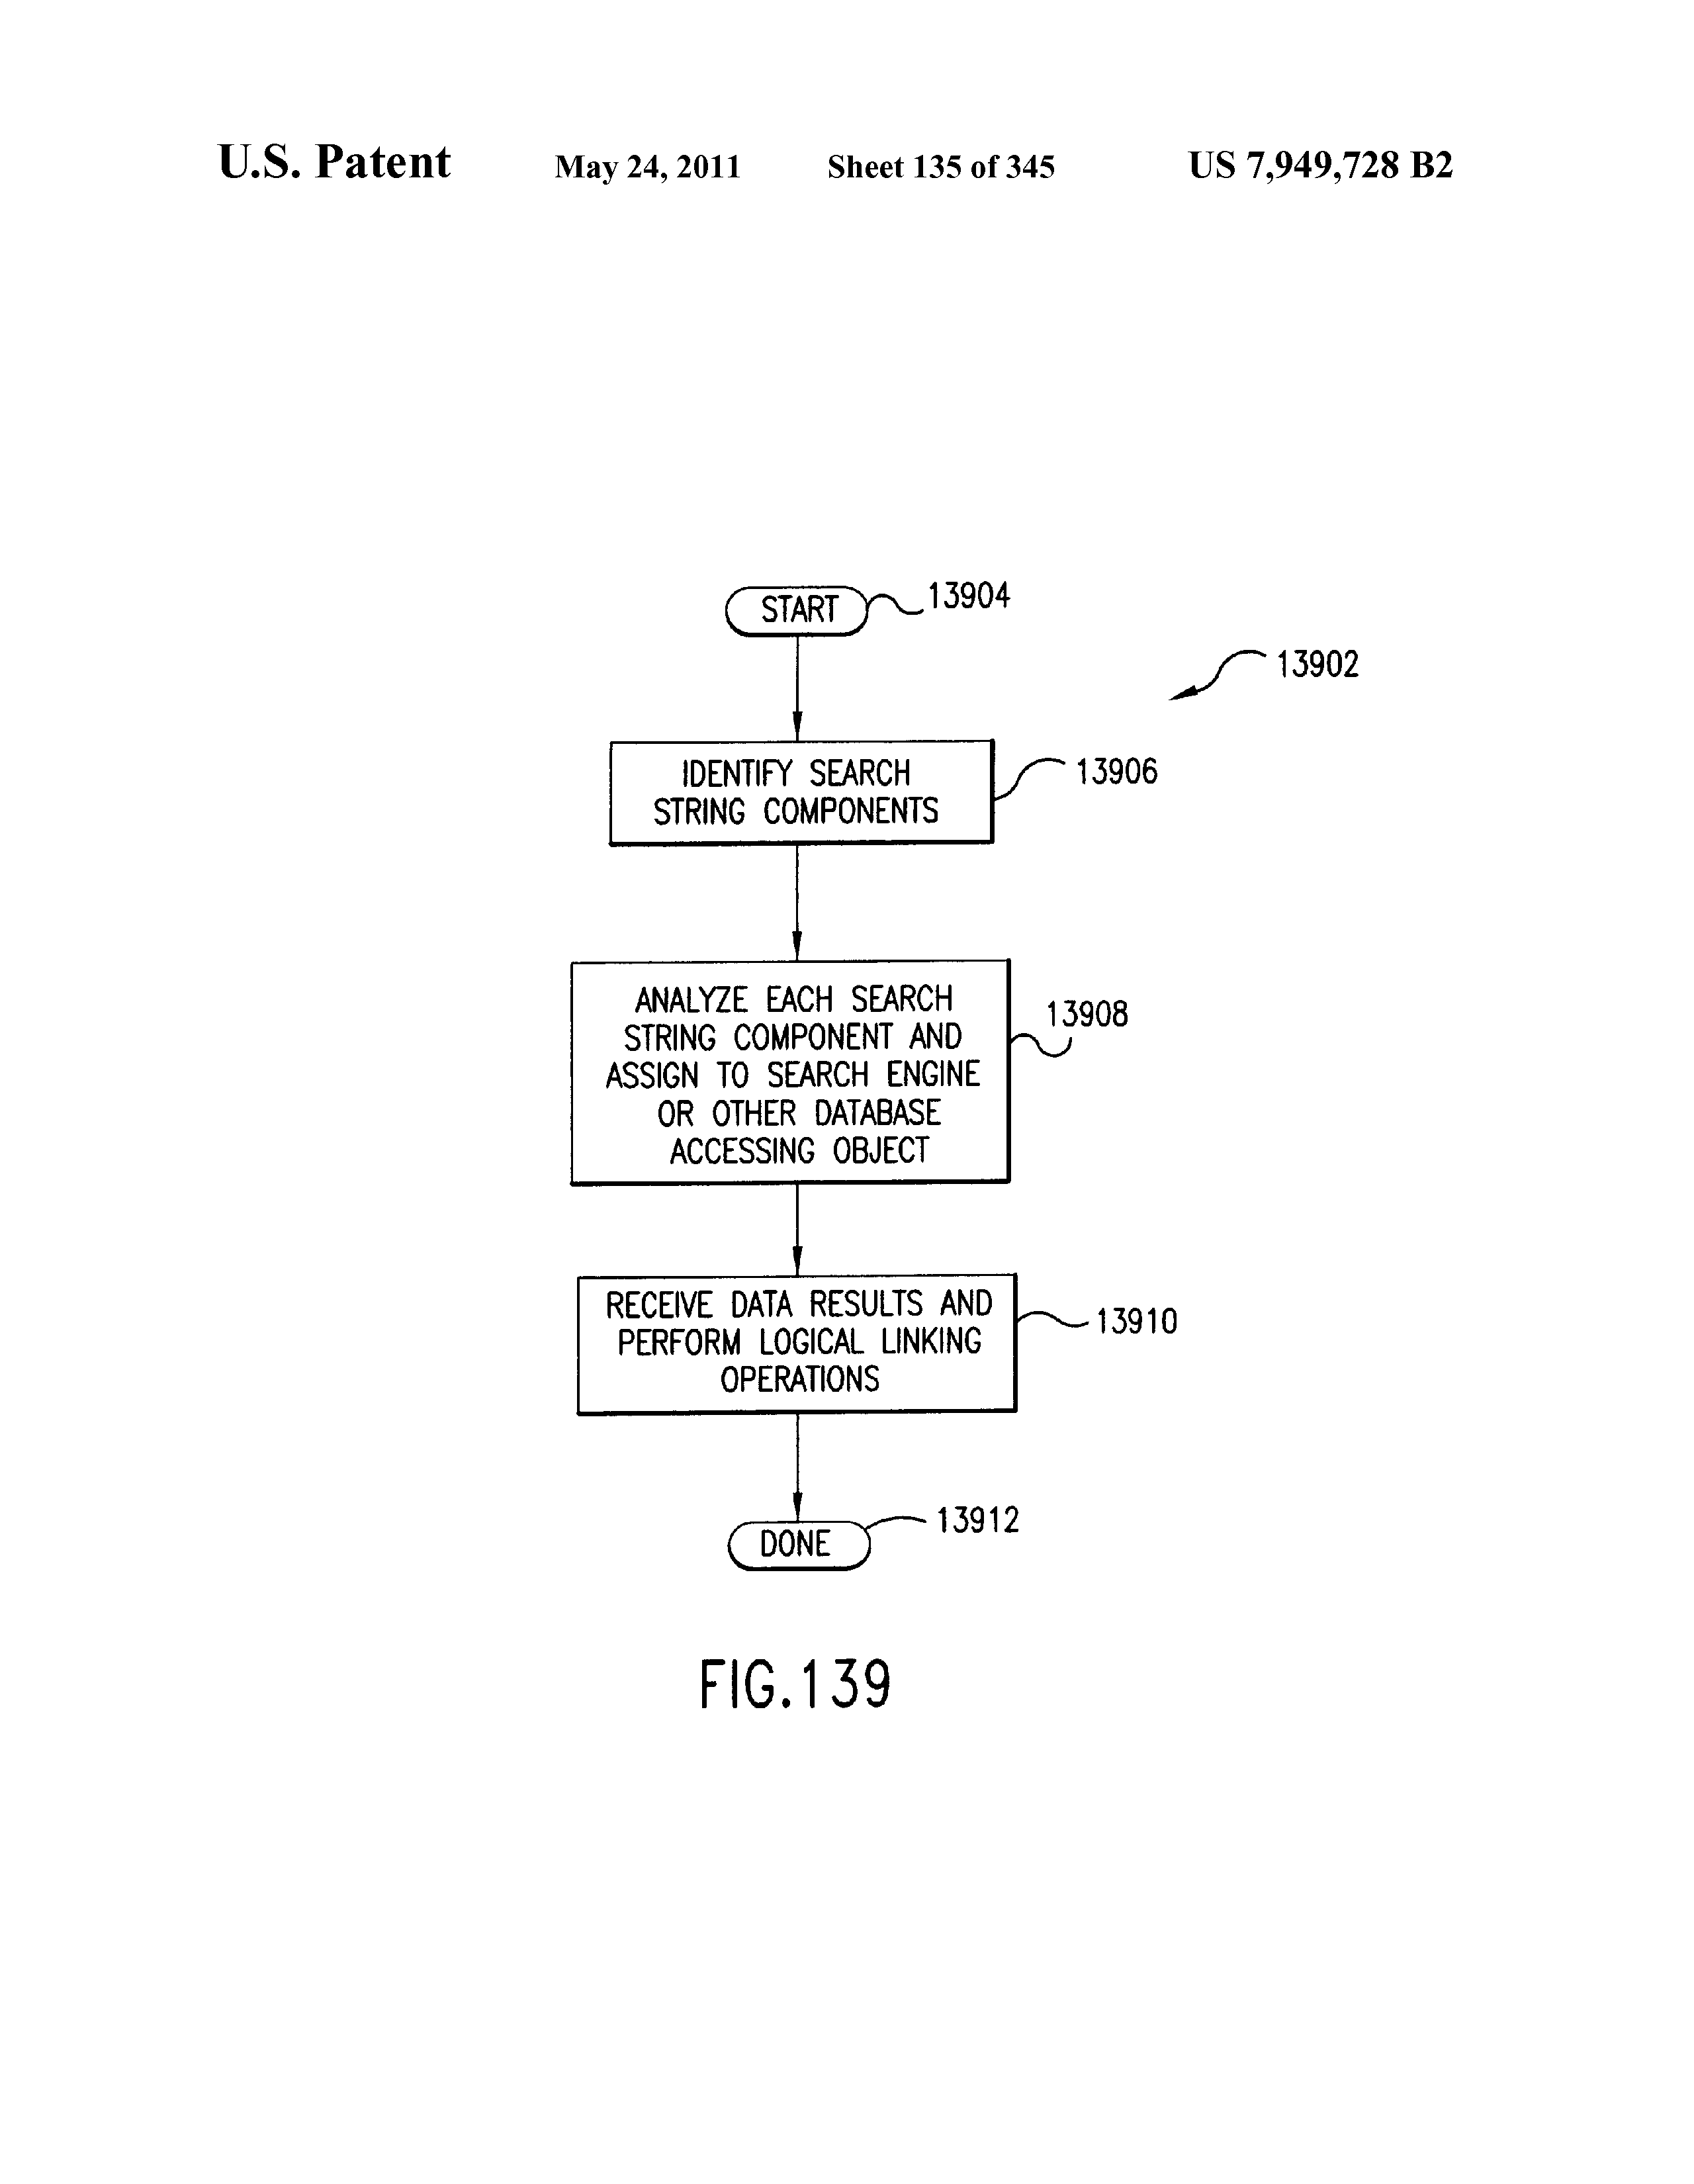 U.S. Patent May 24, 2011 Sheet 135 of 345 US 7,949,728 B2
START
13904
13902
IDENTIFY SEARCH
STRING COMPONENTS
13906
ANALYZE EACH SEARCH
STRING COMPONENT AND
ASSIGN TO SEARCH ENGINE
OR OTHER DATABASE
ACCESSING OBJECT
13908
RECEIVE DATA RESULTS AND
PERFORM LOGICAL LINKING
OPERATIONS
13910
DONE
13912
FIG.139